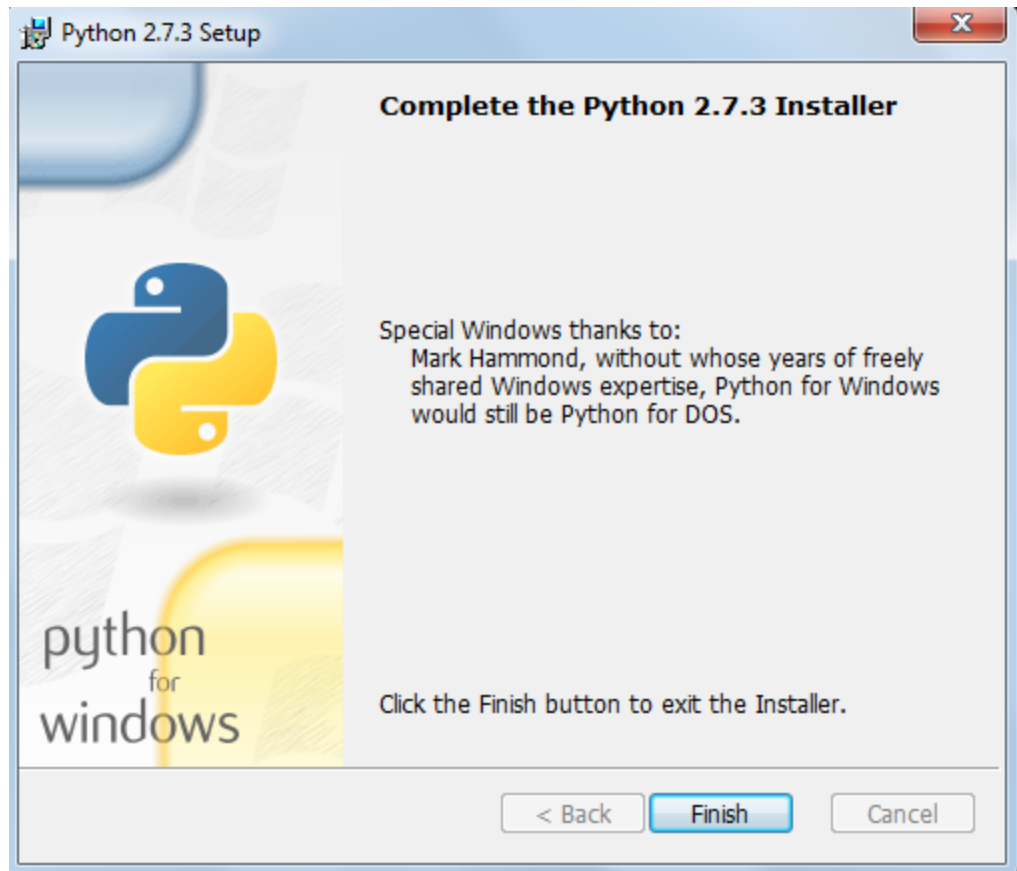 Python 2.7.3 Setup
x
Complete the Python 2.7.3 Installer
Special Windows thanks to:
Mark Hammond, without whose years of freely
shared Windows expertise, Python for Windows
would still be Python for DOS.
python
for
windows
Click the Finish button to exit the Installer.
< Back
Finish
Cancel